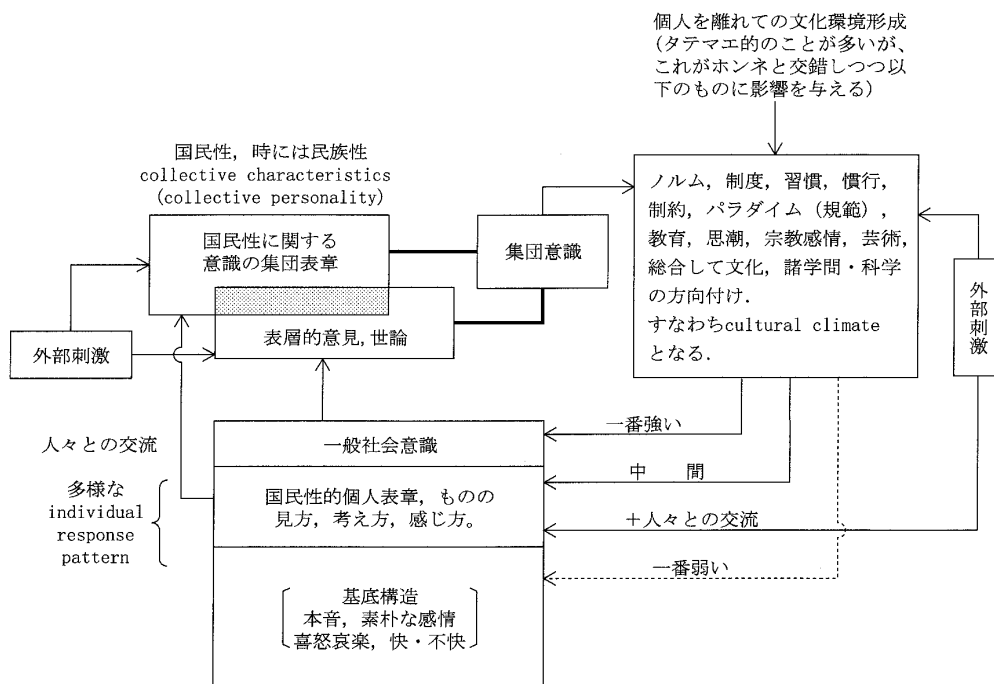 個人を離れての文化環境形成
(タテマエ的のことが多いが、
これがホンネと交錯しつつ以
下のものに影響を与える)
国民性，時には民族性
collective characteristics
(collective personality)
国民性に関する
意識の集団表章
集団意識
ノルム，制度，習慣，慣行，
制約，パラダイム（規範），
教育，思潮，宗教感情，芸術，
総合して文化，諸学問・科学
の方向付け．
すなわちcultural climate
となる．
外部刺激
表層的意見，世論
外部刺激
一般社会意識
一番強い
人々との交流
中　間
多様な
individual
response
pattern
国民性的個人表章，ものの
見方，考え方，感じ方。
＋人々との交流
一番弱い
基底構造
本音，素朴な感情
喜怒哀楽，快・不快